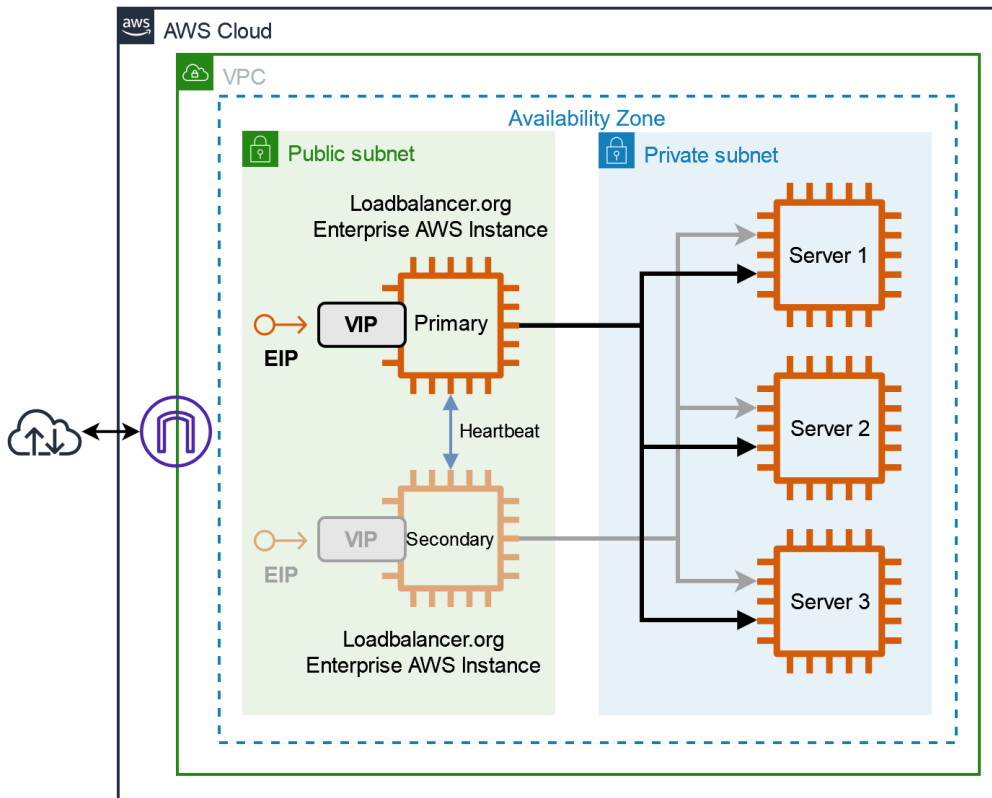 aws
AWS Cloud
VPC
Availability Zone
Public subnet
Private subnet
Loadbalancer.org
Enterprise AWS Instance
Server 1
VIP
Primary
EIP
Heartbeat
Server 2
VIP
Secondary
EIP
Server 3
Loadbalancer.org
Enterprise AWS Instance